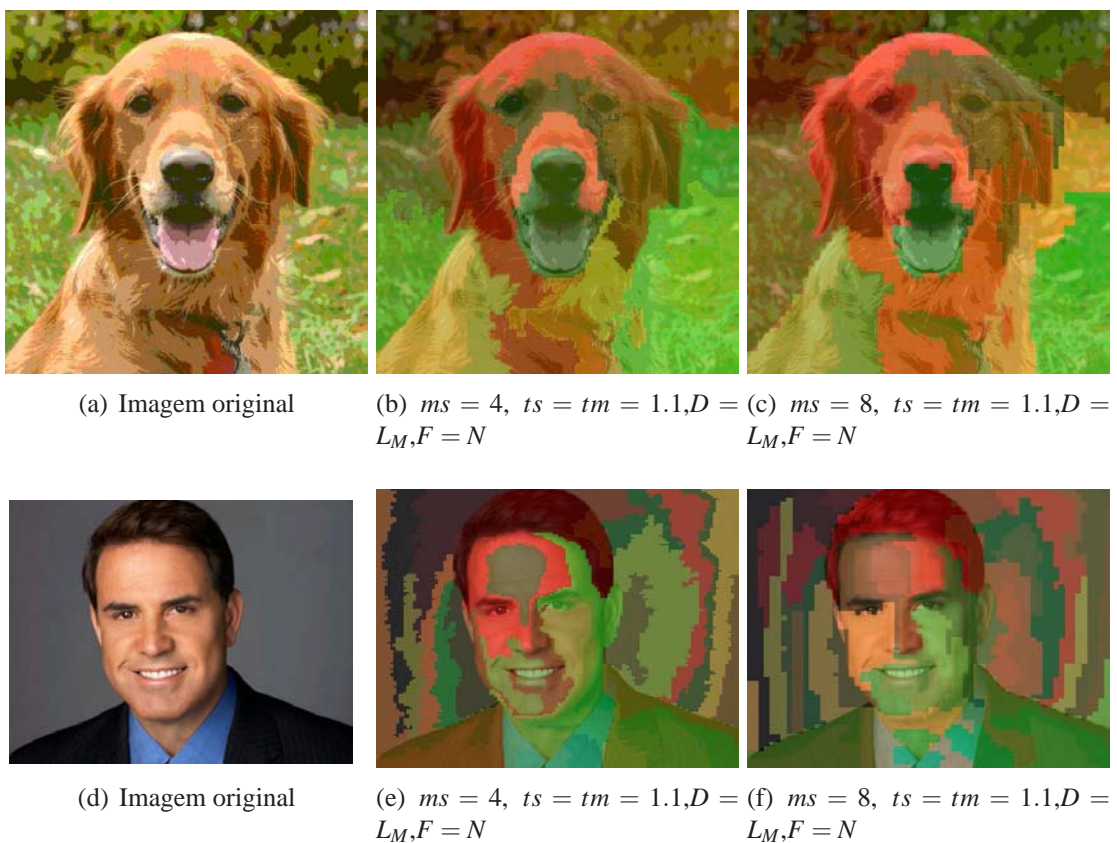 (a) Imagem original
(b) ms = 4, ts = tm = 1.1,D =
L_M,F = N
(c) ms = 8, ts = tm = 1.1,D =
L_M,F = N
(d) Imagem original
(e) ms = 4, ts = tm = 1.1,D =
L_M,F = N
(f) ms = 8, ts = tm = 1.1,D =
L_M,F = N